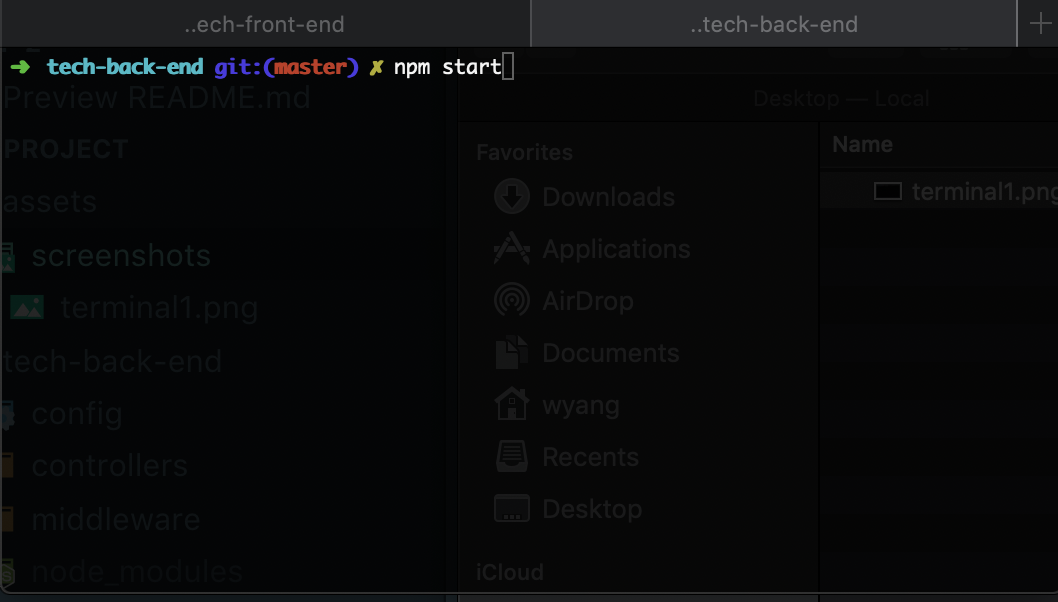 ..ech-front-end
..tech-back-end
➜ tech-back-end git:(master) ✗ npm start
Preview README.md
PROJECT
assets
screenshots
terminal1.png
tech-back-end
config
controllers
middleware
node_modules
Desktop — Local
Favorites
Downloads
Applications
AirDrop
Documents
wyang
Recents
Desktop
iCloud
Name
terminal1.png